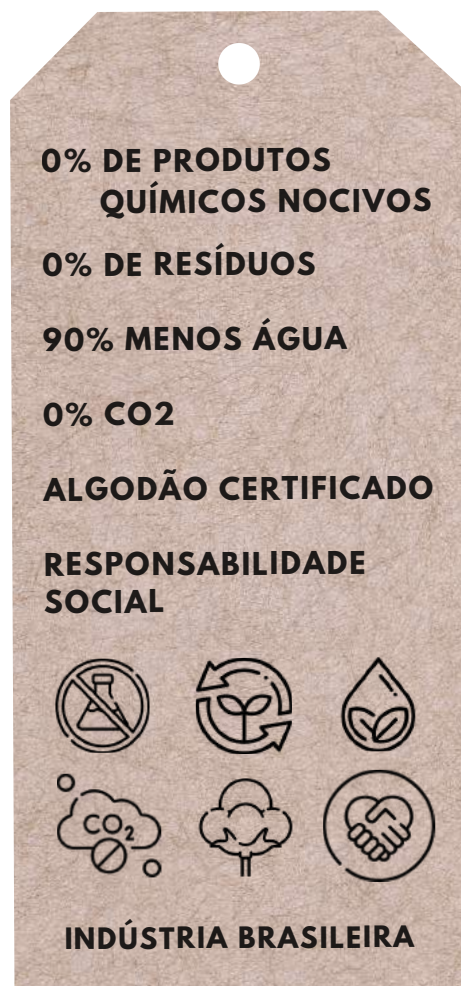 0% DE PRODUTOS
QUÍMICOS NOCIVOS
0% DE RESÍDUOS
90% MENOS ÁGUA
0% CO2
ALGODÃO CERTIFICADO
RESPONSABILIDADE
SOCIAL
CO2
INDÚSTRIA BRASILEIRA